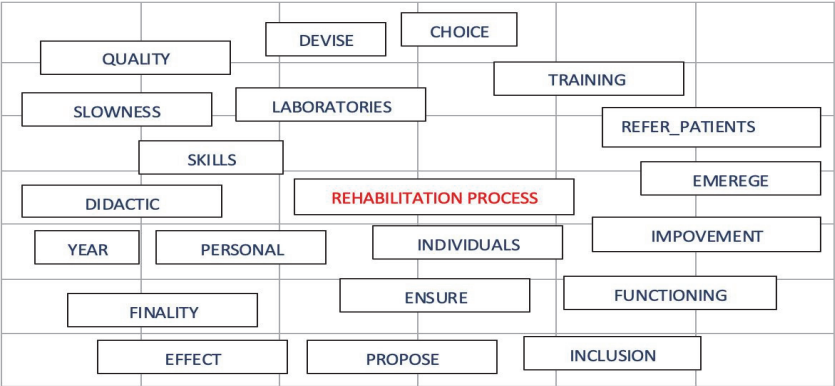 CHOICE
DEVISE
QUALITY
TRAINING
LABORATORIES
SLOWNESS
REFER_PATIENTS
SKILLS
EMEREGE
REHABILITATION PROCESS
DIDACTIC
IMPOVEMENT
INDIVIDUALS
YEAR
PERSONAL
FUNCTIONING
ENSURE
FINALITY
INCLUSION
EFFECT
PROPOSE